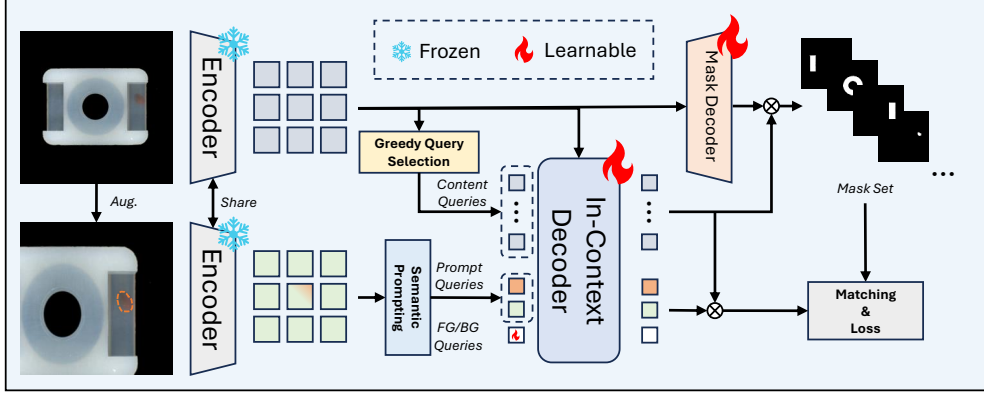 Frozen
Learnable
Encoder
Mask Decoder
Greedy Query
Selection
Content
Queries
In-Context
Decoder
Mask Set
...
Aug.
Share
Encoder
Semantic
Prompting
Prompt
Queries
FG/BG
Queries
Matching
&
Loss